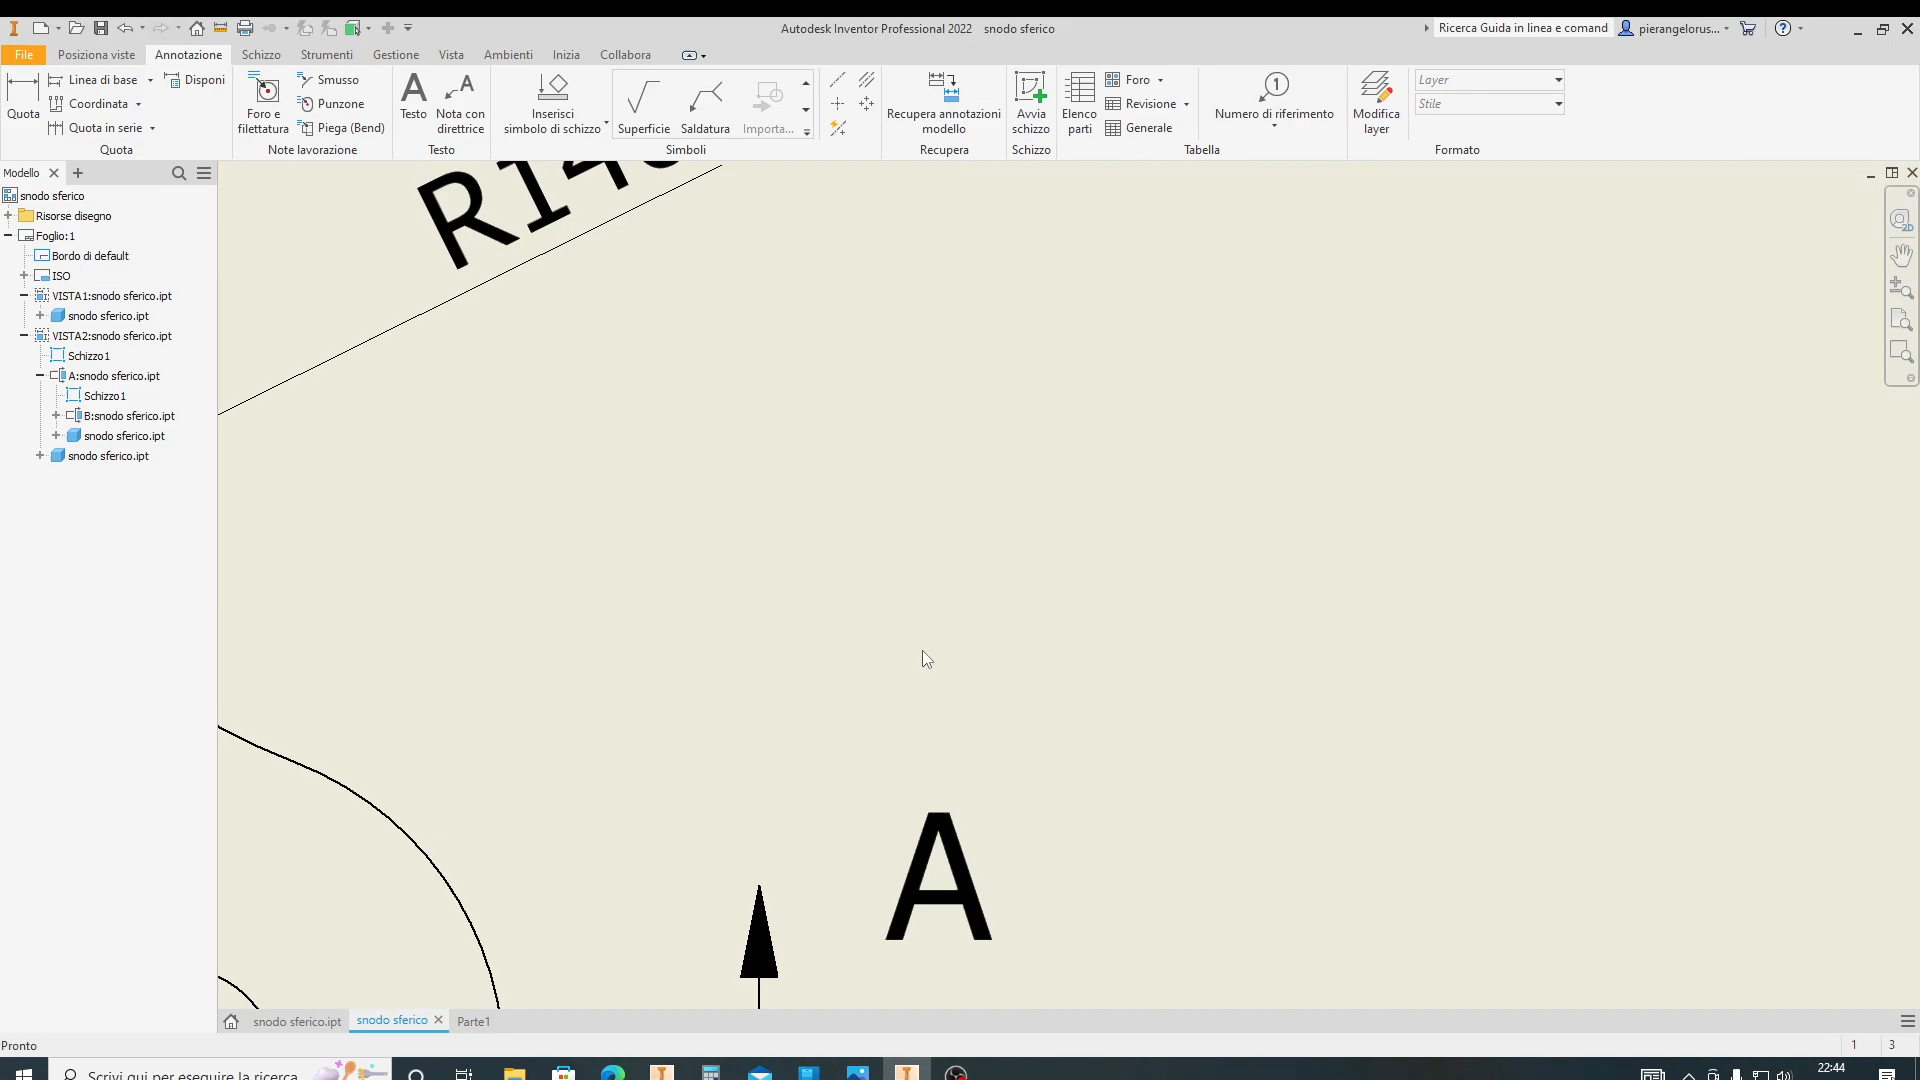 Autodesk Inventor Professional 2022 snodo sferico
Ricerca Guida in linea e comand
pierangelorus...
File Posiziona viste Annotazione Schizzo Strumenti Gestione Vista Ambienti Inizia Collabora
Quota
Linea di base
Disponi
Coordinata
Quota in serie
Quota
Foro e
filettatura
Smusso
Punzone
Piega (Bend)
Note lavorazione
Testo
Nota con
direttrice
Testo
Inserisci
simbolo di schizzo
Superficie
Saldatura
Importa...
Simboli
Recupera annotazioni
modello
Recupera
Avvia
schizzo
Schizzo
Elenco
parti
Foro
Revisione
Generale
Numero di riferimento
Tabella
Modifica
layer
Layer
Stile
Formato
Modello
snodo sferico
Risorse disegno
Foglio:1
Bordo di default
ISO
VISTA1:snodo sferico.ipt
snodo sferico.ipt
VISTA2:snodo sferico.ipt
Schizzo1
A:snodo sferico.ipt
Schizzo1
B:snodo sferico.ipt
snodo sferico.ipt
snodo sferico.ipt
A
snodo sferico.ipt
snodo sferico
Parte1
Pronto
1 3
Scrivi qui per eseguire la ricerca
22:44